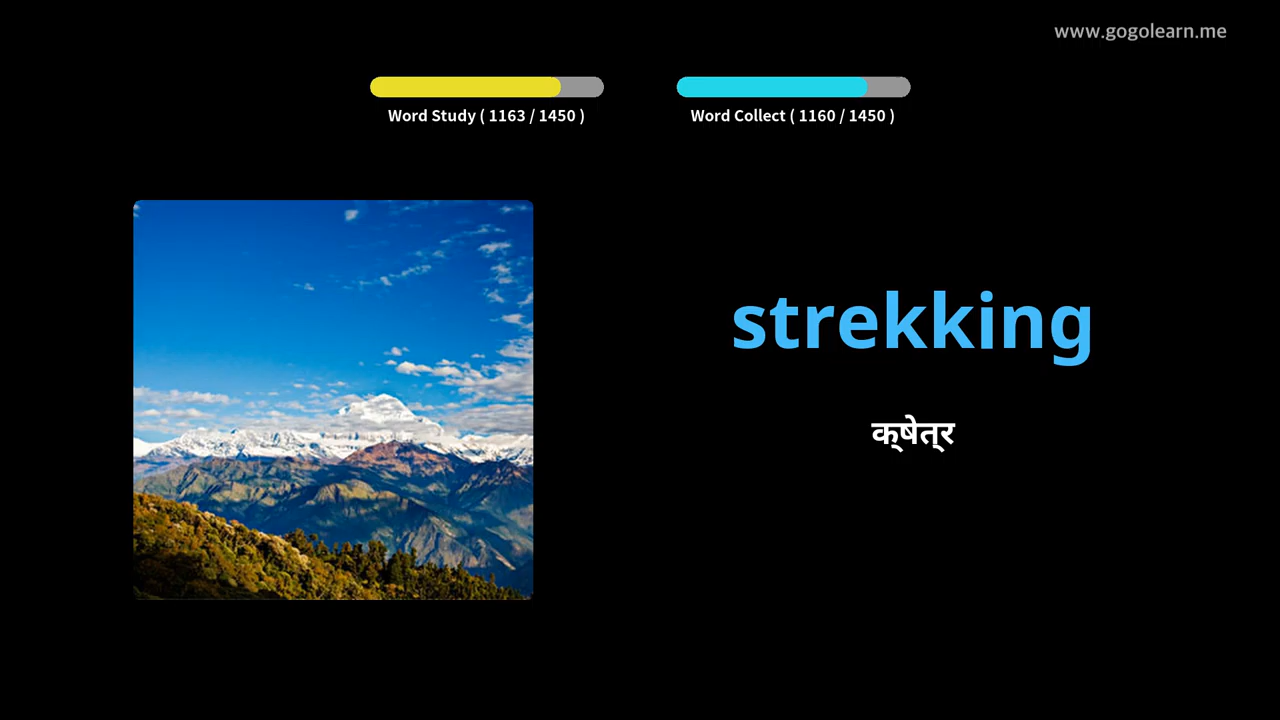 www.gogolearn.me
Word Study ( 1163 / 1450 )
Word Collect ( 1160 / 1450 )
strekking
क्षेत्र